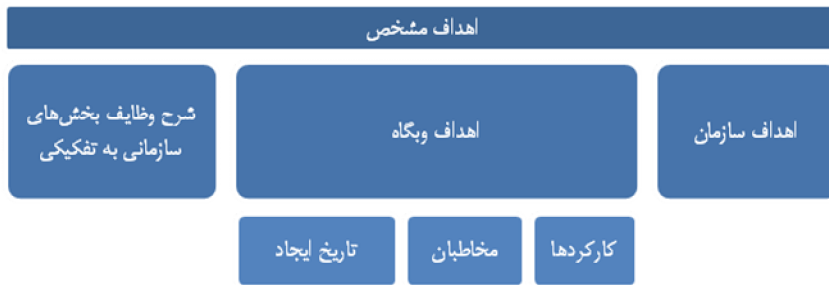 اهداف مشخص
اهداف سازمان
اهداف وبگاه
شرح وظایف بخش‌های
سازمانی به تفکیکی
کارکردها
مخاطبان
تاریخ ایجاد